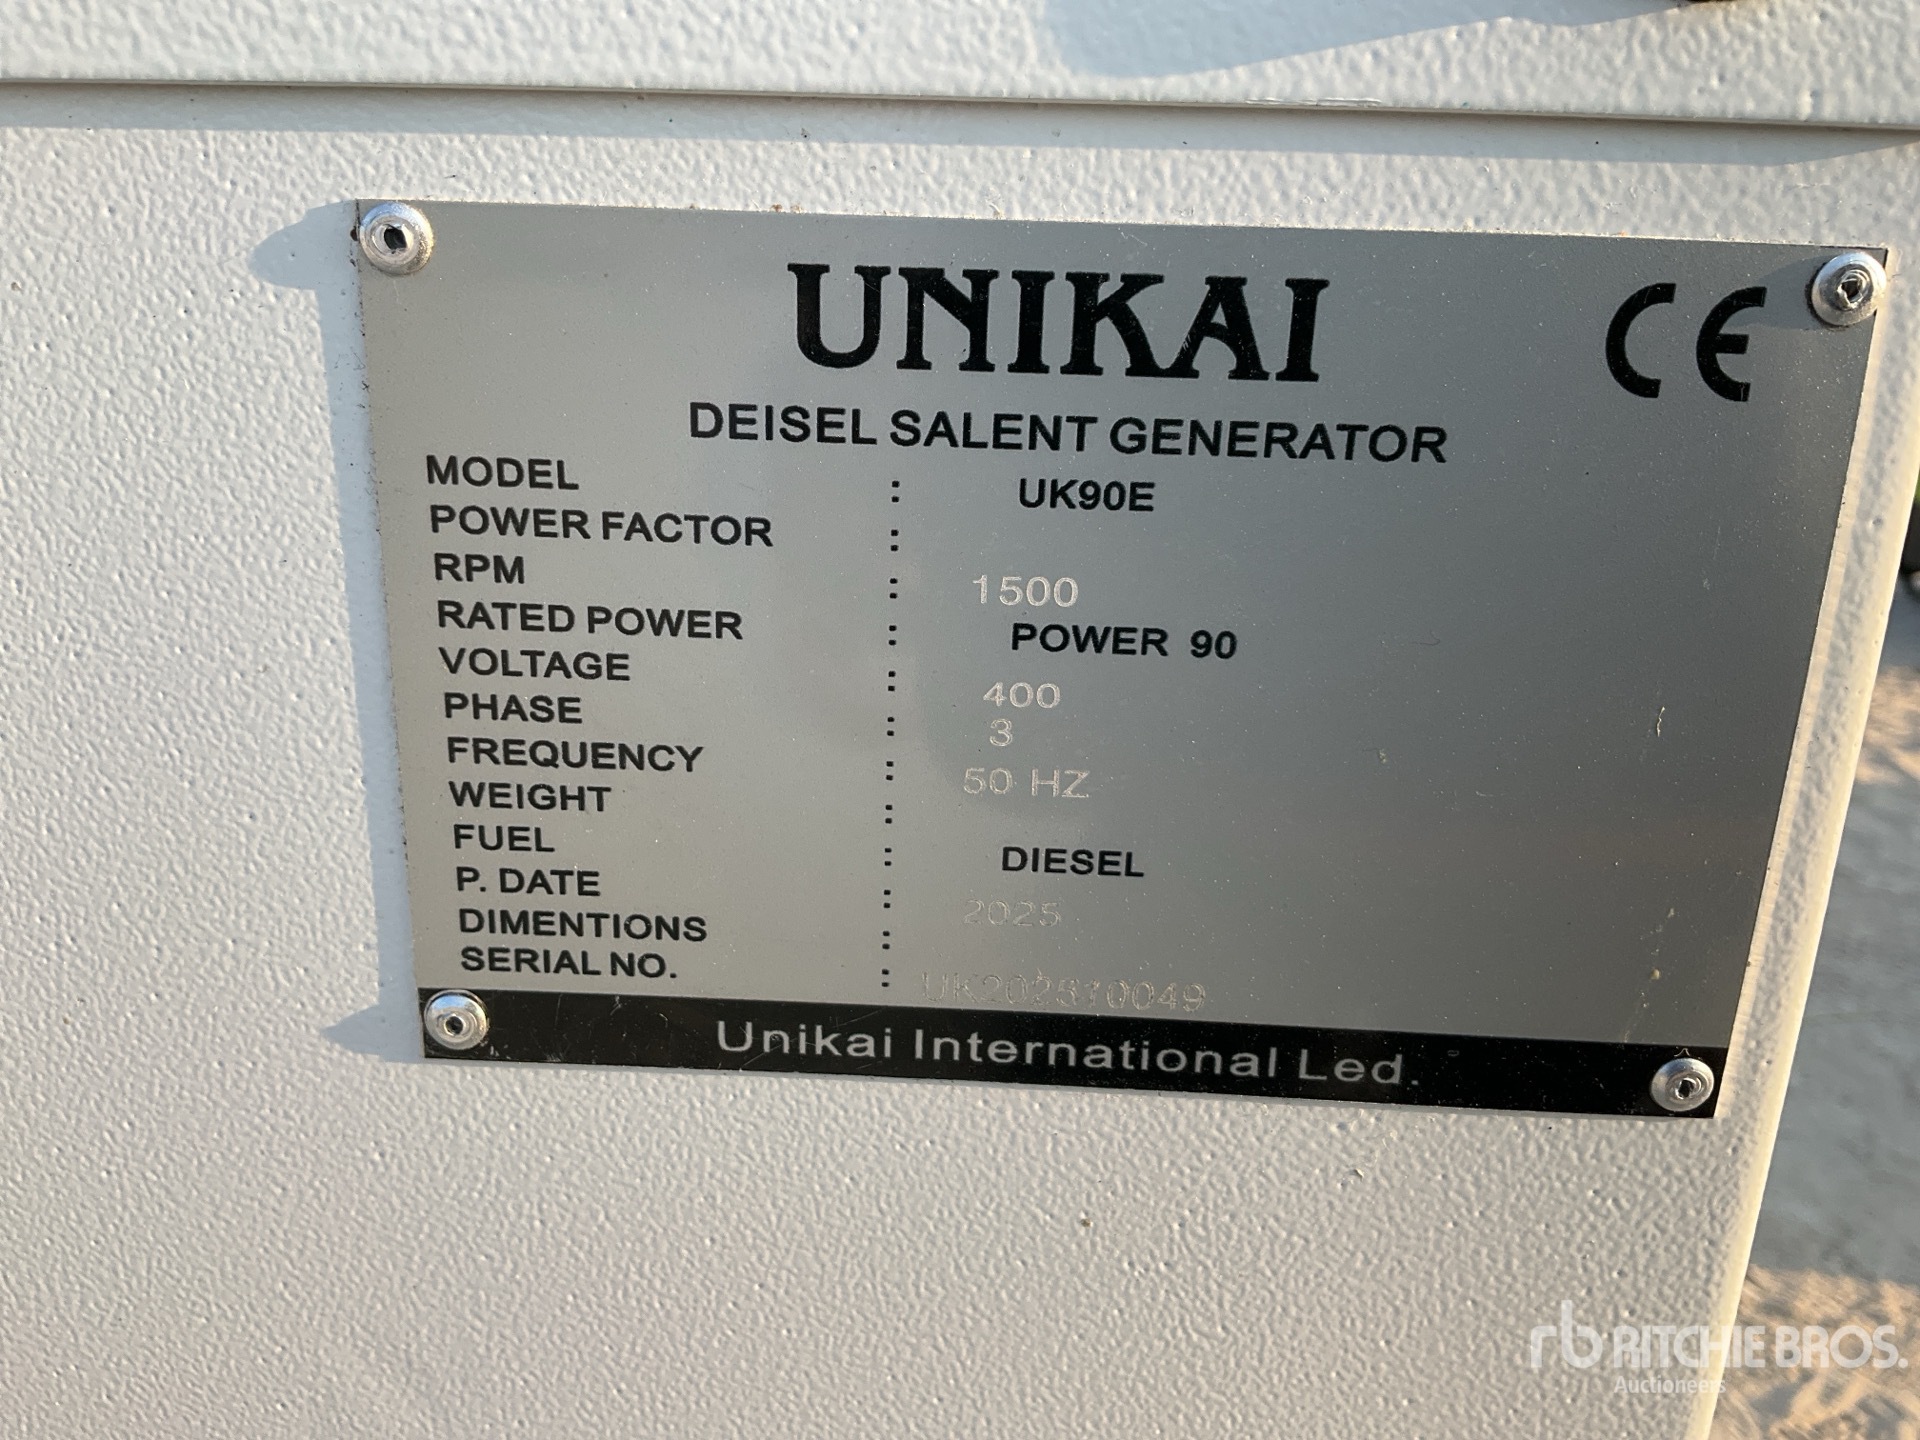 UNIKAI CE
DEISEL SALENT GENERATOR
MODEL : UK90E
POWER FACTOR :
RPM : 1500
RATED POWER : POWER 90
VOLTAGE : 400
PHASE : 3
FREQUENCY : 50 HZ
WEIGHT :
FUEL : DIESEL
P. DATE : 2025
DIMENTIONS :
SERIAL NO. : UK202510049
Unikai International Led.
rb RITCHIE BROS.
Auctioneers